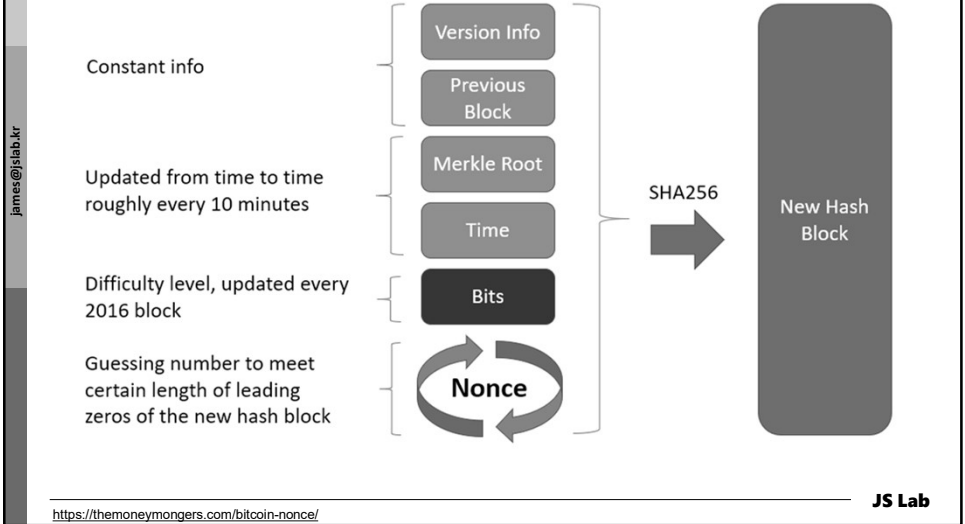 james@jslab.kr
Constant info
Version Info
Previous
Block
Updated from time to time
roughly every 10 minutes
Merkle Root
Time
Difficulty level, updated every
2016 block
Bits
Guessing number to meet
certain length of leading
zeros of the new hash block
Nonce
SHA256
New Hash
Block
https://themoneymongers.com/bitcoin-nonce/
JS Lab